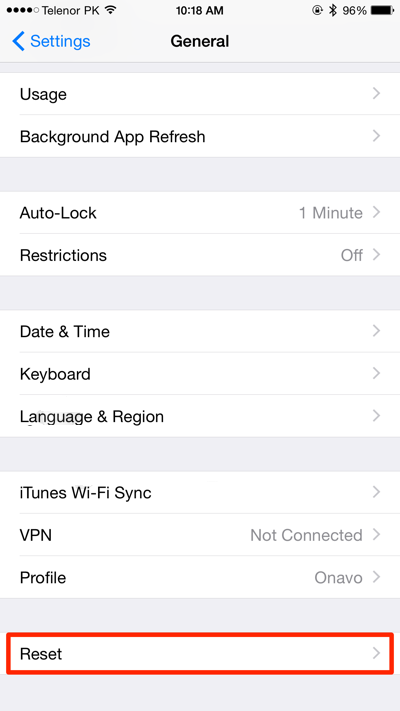 Telenor PK 10:18 AM 96%
Settings General
Usage
Background App Refresh
Auto-Lock 1 Minute
Restrictions Off
Date & Time
Keyboard
Language & Region
iTunes Wi-Fi Sync
VPN Not Connected
Profile Onavo
Reset